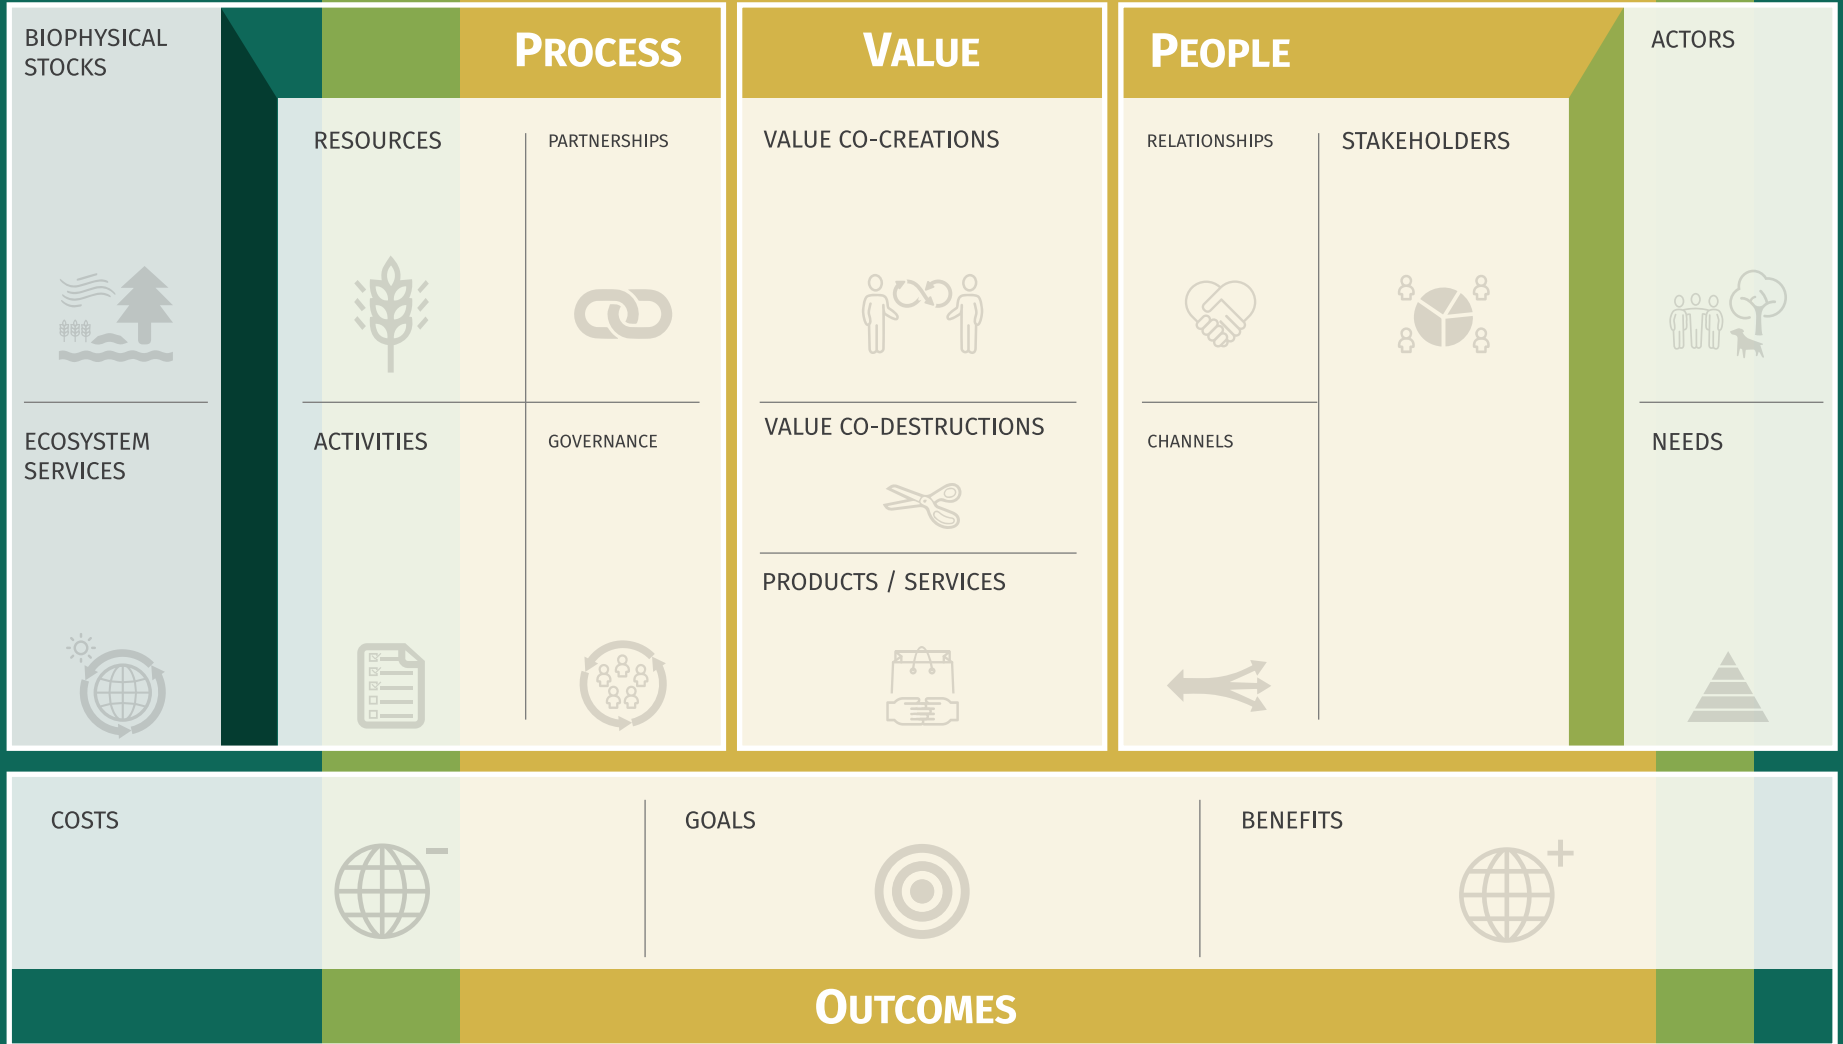 BIOPHYSICAL
STOCKS
ECOSYSTEM
SERVICES
PROCESS
RESOURCES
PARTNERSHIPS
ACTIVITIES
GOVERNANCE
VALUE
VALUE CO-CREATIONS
VALUE CO-DESTRUCTIONS
PRODUCTS / SERVICES
PEOPLE
RELATIONSHIPS
STAKEHOLDERS
CHANNELS
ACTORS
NEEDS
COSTS
GOALS
BENEFITS
OUTCOMES